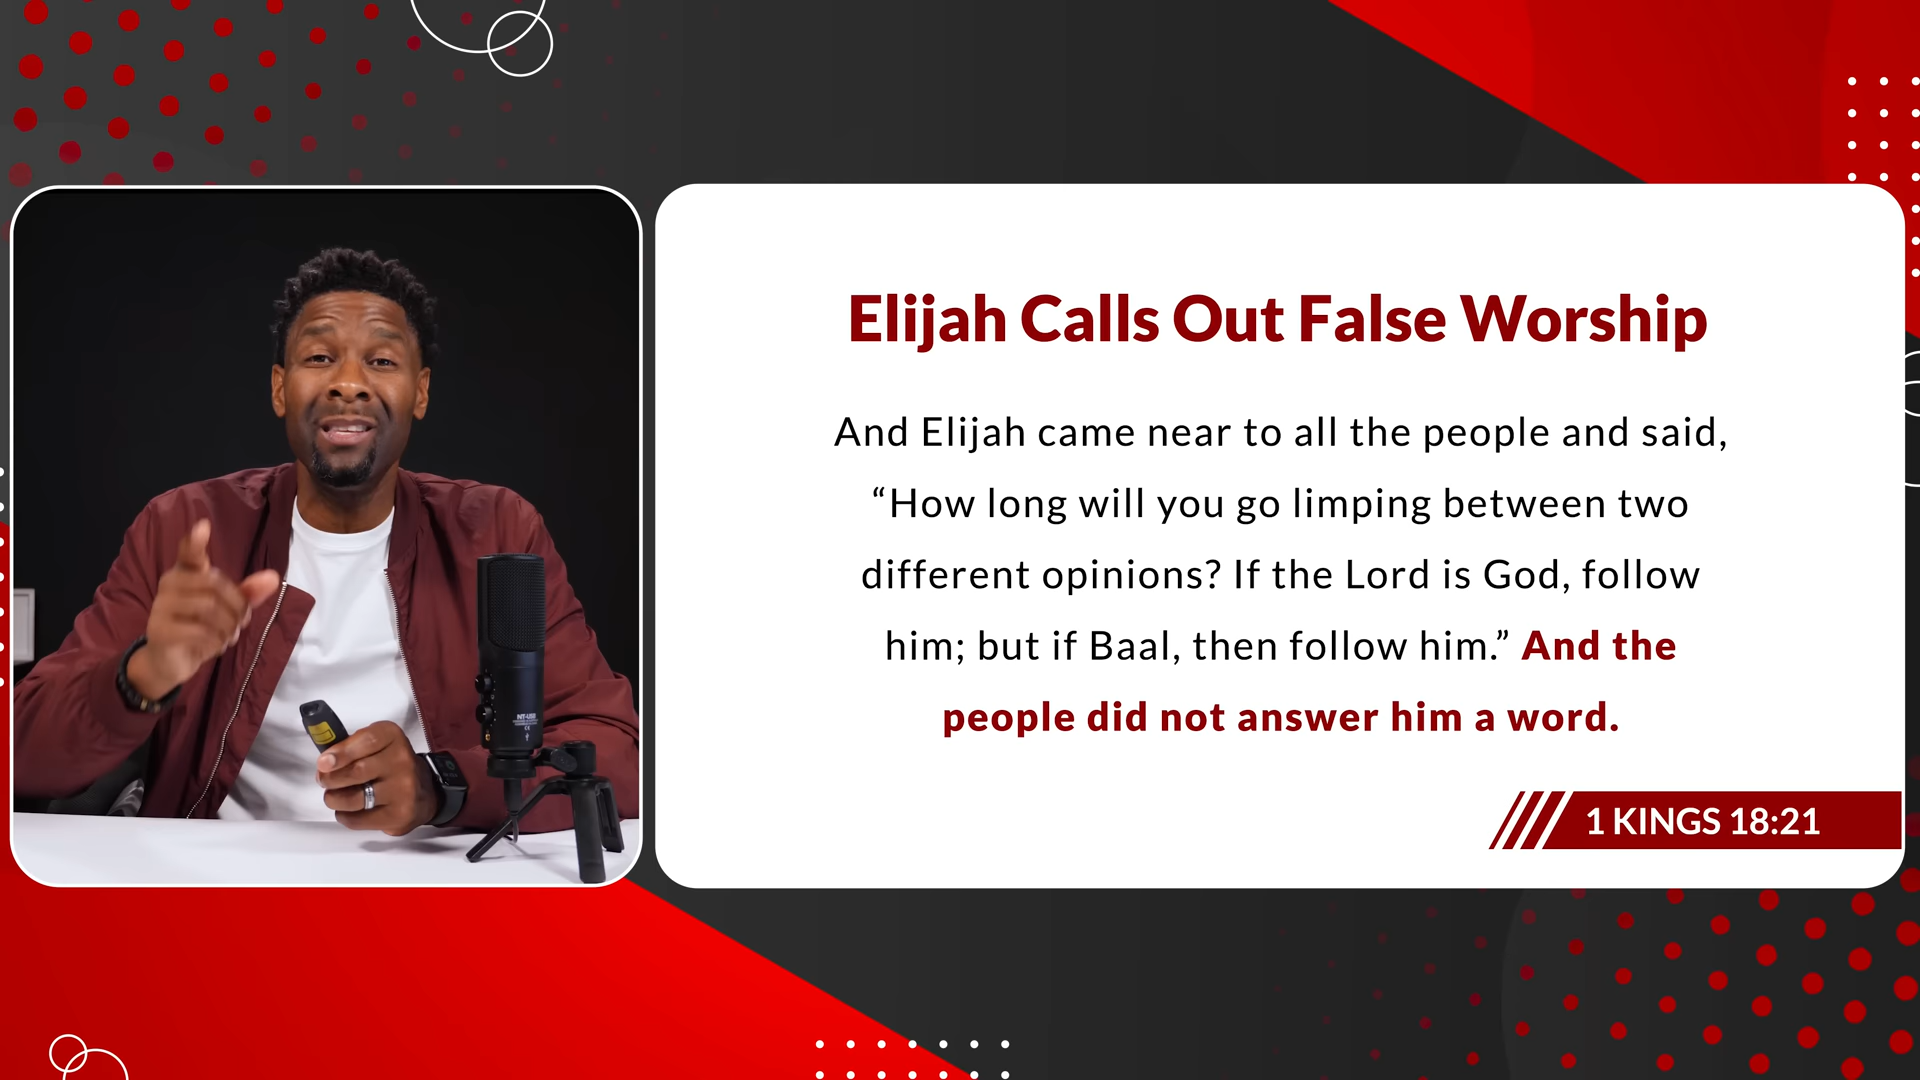 Elijah Calls Out False Worship
And Elijah came near to all the people and said,
“How long will you go limping between two
different opinions? If the Lord is God, follow
him; but if Baal, then follow him.” And the
people did not answer him a word.
1 KINGS 18:21
NT-USB